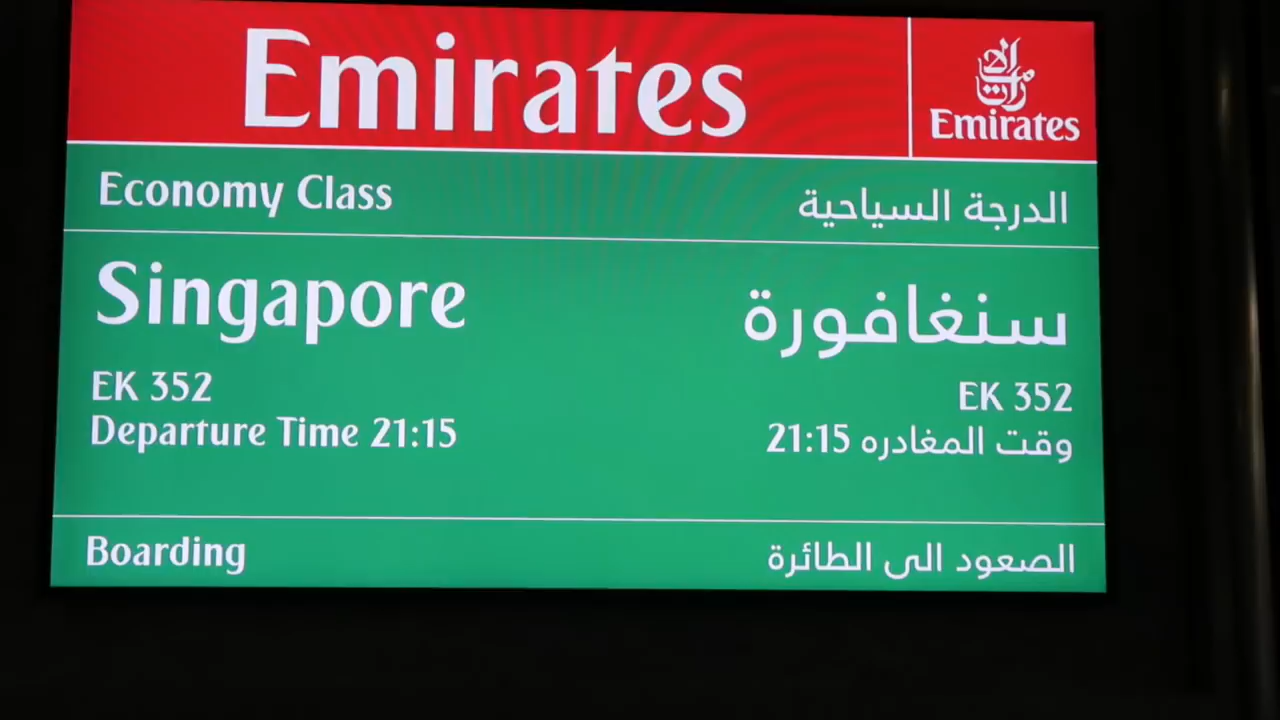 Emirates
Emirates
Economy Class
الدرجة السياحية
Singapore
سنغافورة
EK 352
EK 352
Departure Time 21:15
وقت المغادره 21:15
Boarding
الصعود الى الطائرة